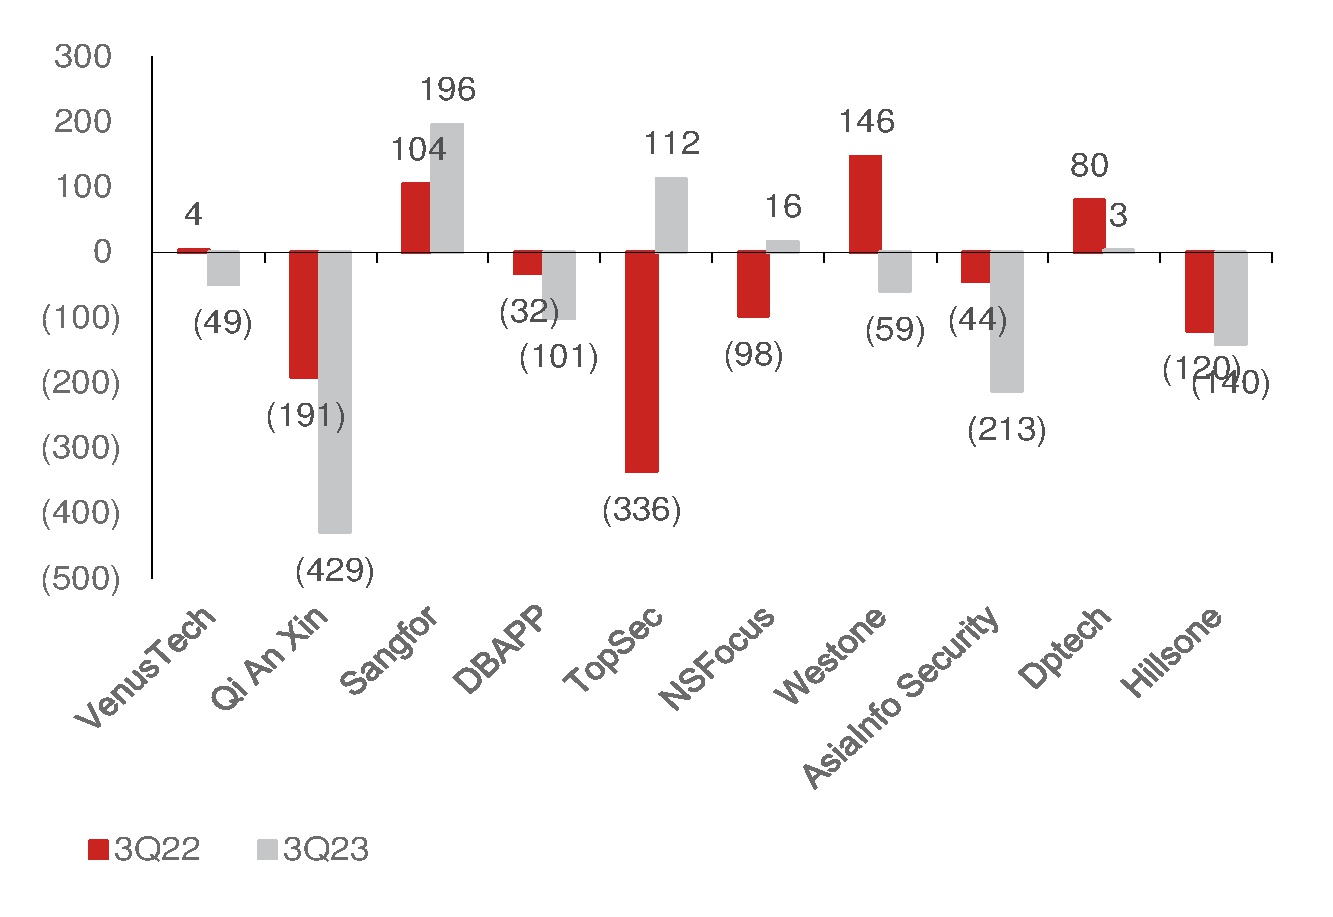 300
200
100
0
(100)
(200)
(300)
(400)
(500)
4
(49)
(191)
(429)
104
196
(32)
(101)
(336)
112
(98)
16
146
(59)
(44)
(213)
80
3
(120)
(140)
VenusTech
Qi An Xin
Sangfor
DBAPP
TopSec
NSFocus
Westone
AsiaInfo Security
Dptech
Hillsone
3Q22
3Q23